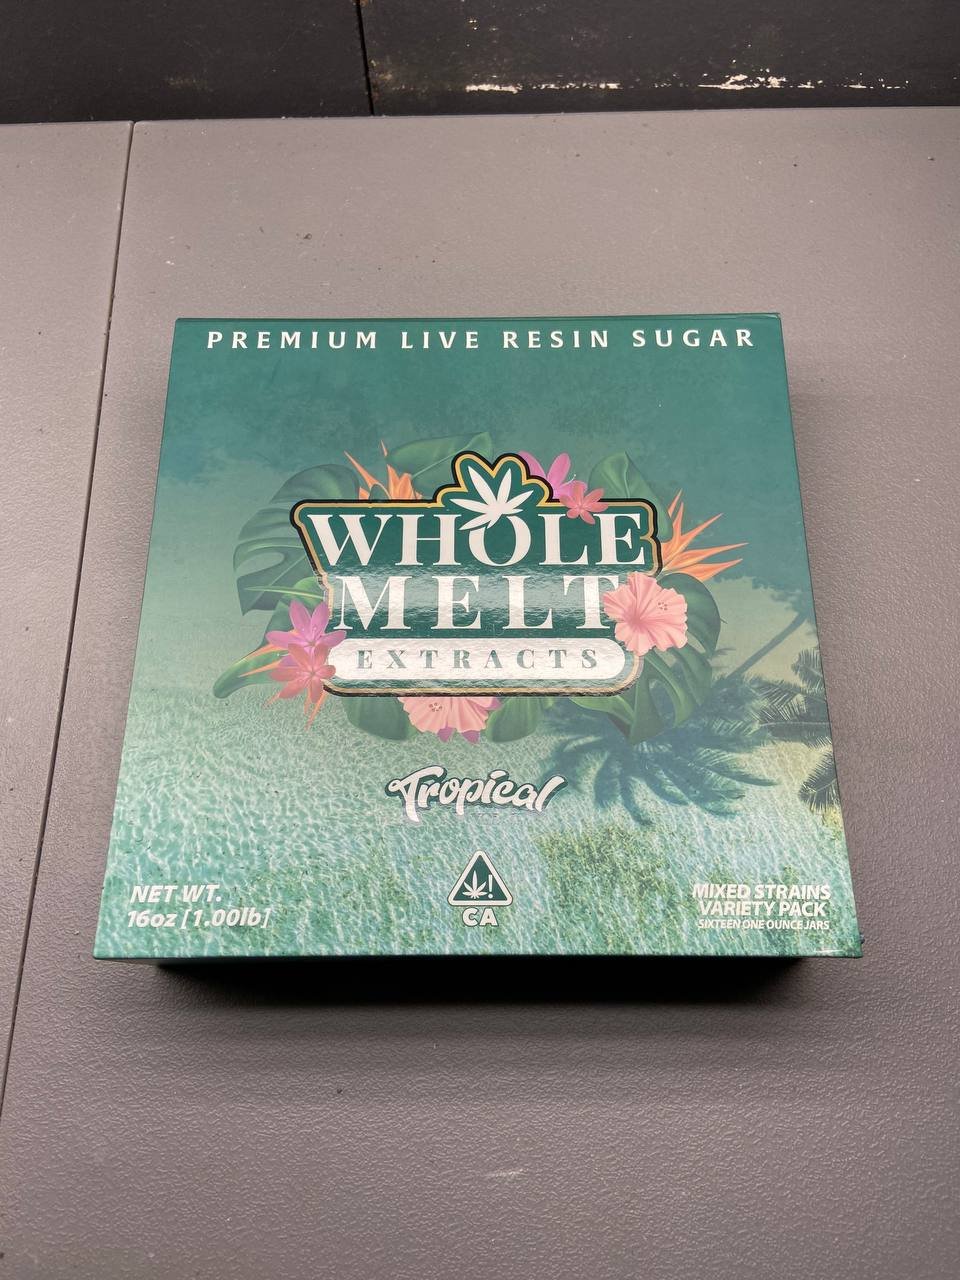 PREMIUM LIVE RESIN SUGAR
WHOLE
MELT
EXTRACTS
Tropical
NET WT.
16oz [1.00lb]
!
CA
MIXED STRAINS
VARIETY PACK
SIXTEEN ONE OUNCE JARS